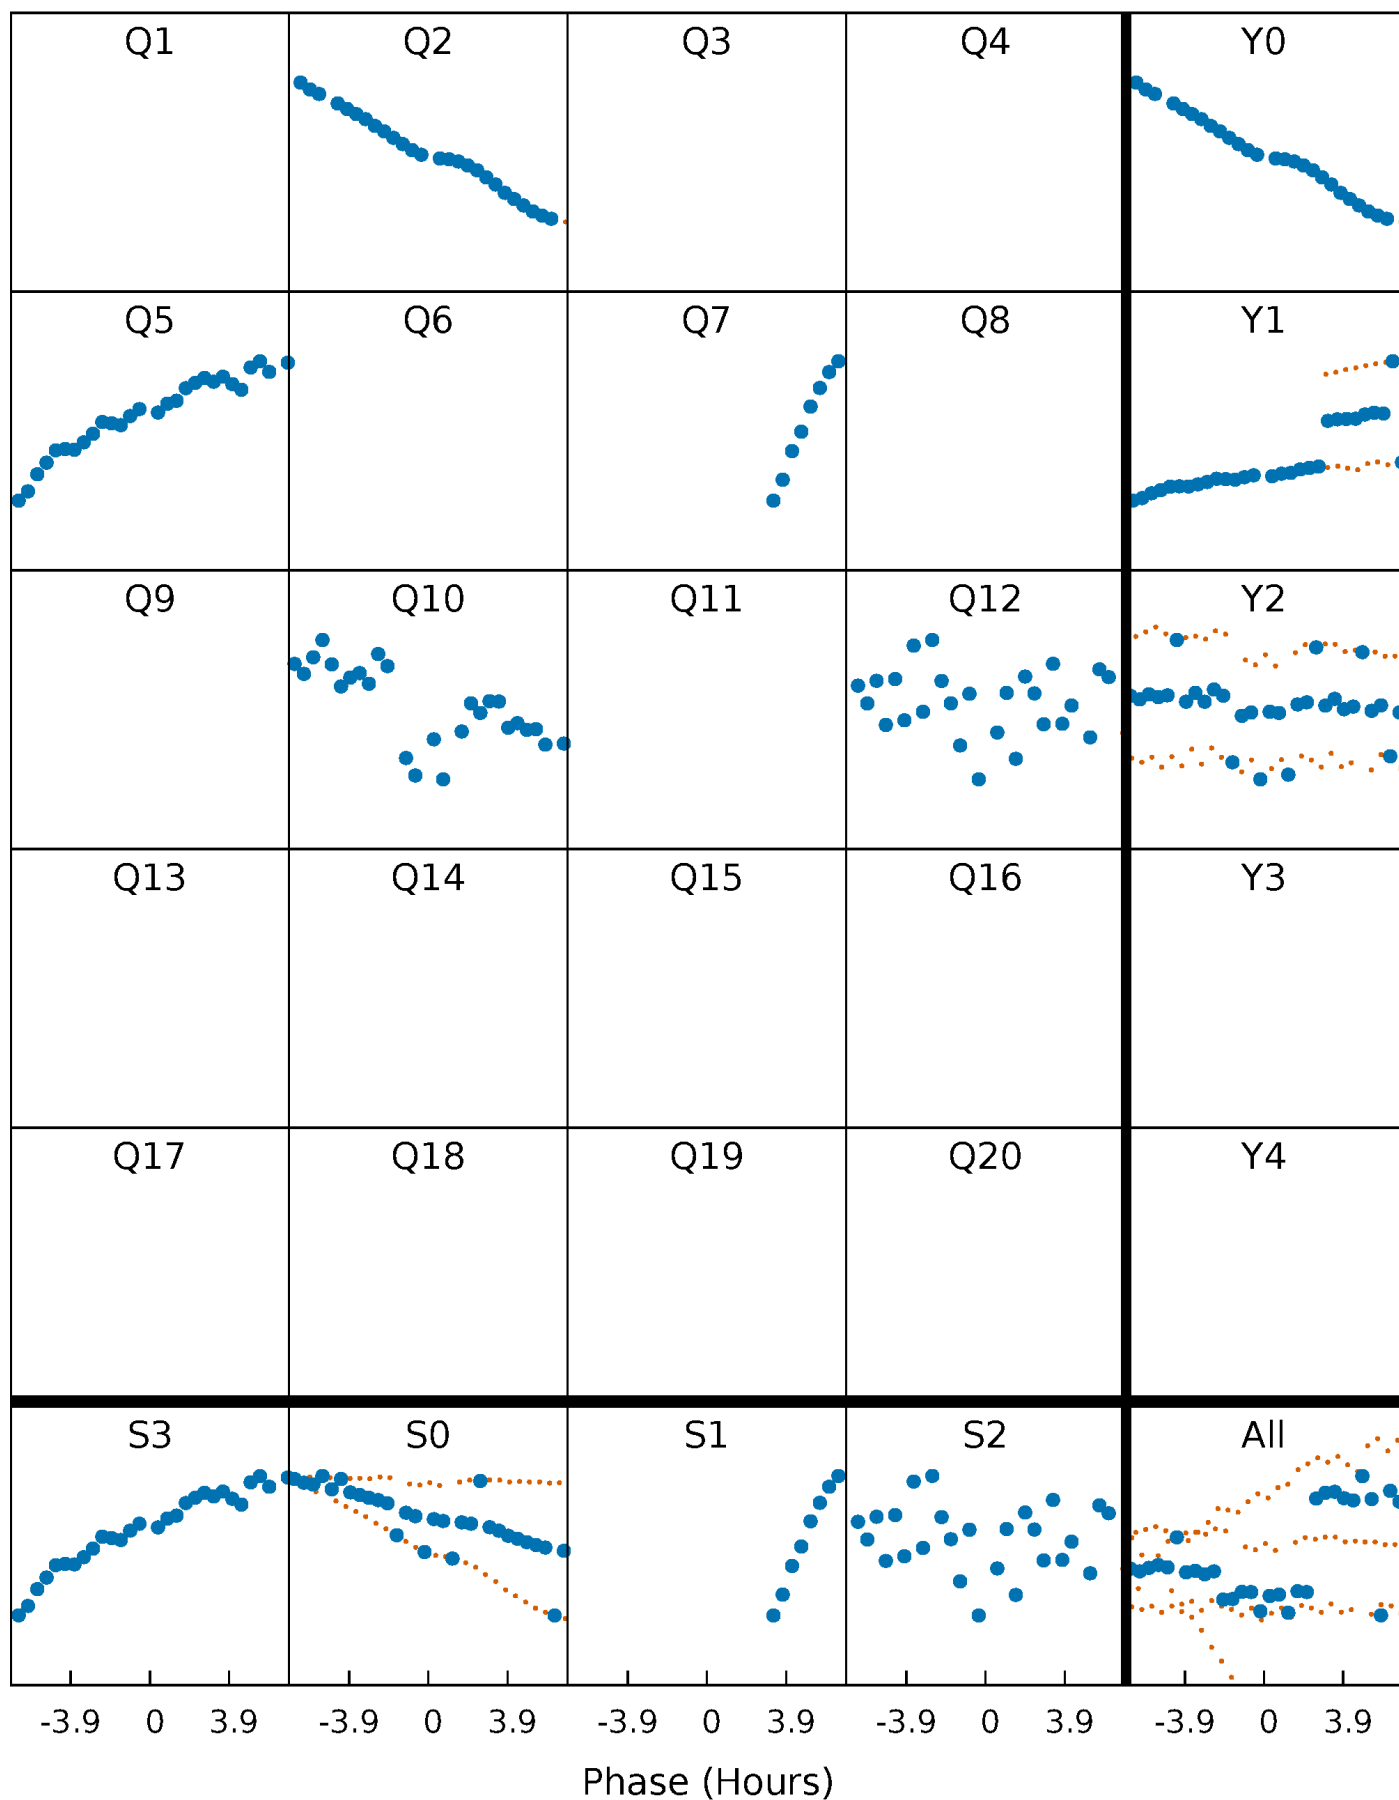 Q1 Q2 Q3 Q4 Y0
Q5 Q6 Q7 Q8 Y1
Q9 Q10 Q11 Q12 Y2
Q13 Q14 Q15 Q16 Y3
Q17 Q18 Q19 Q20 Y4
S3 S0 S1 S2 All
-3.9 0 3.9 -3.9 0 3.9 -3.9 0 3.9 -3.9 0 3.9 -3.9 0 3.9
Phase (Hours)